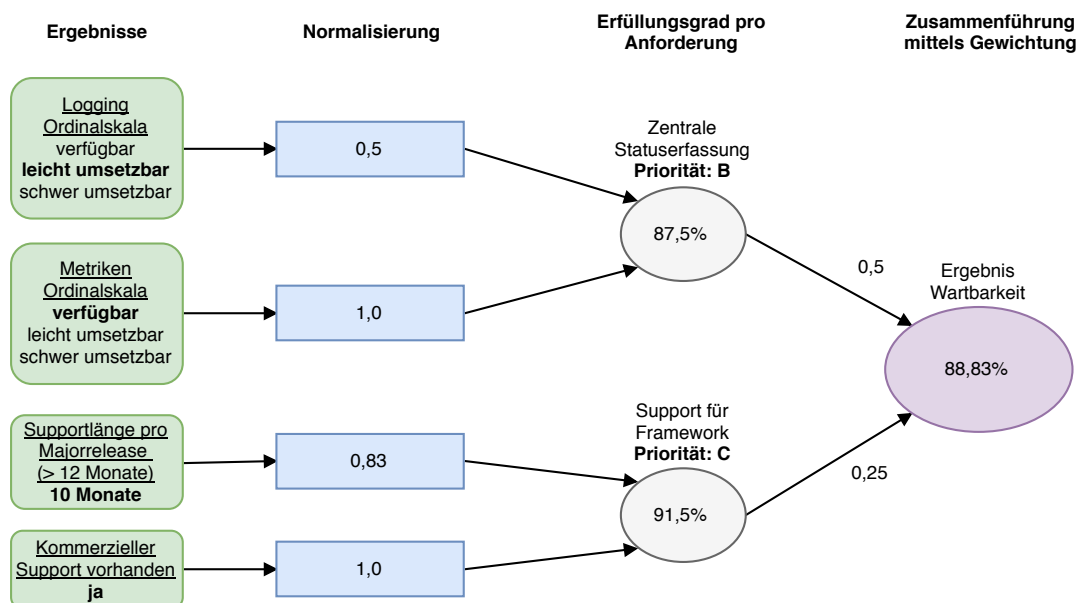 Ergebnisse
Normalisierung
Erfüllungsgrad pro
Anforderung
Zusammenführung
mittels Gewichtung
Logging
Ordinalskala
verfügbar
leicht umsetzbar
schwer umsetzbar
0,5
Zentrale
Statuserfassung
Priorität: B
87,5%
Metriken
Ordinalskala
verfügbar
leicht umsetzbar
schwer umsetzbar
1,0
0,5
Ergebnis
Wartbarkeit
88,83%
Supportlänge pro
Majorrelease
(> 12 Monate)
10 Monate
0,83
Support für
Framework
Priorität: C
91,5%
0,25
Kommerzieller
Support vorhanden
ja
1,0